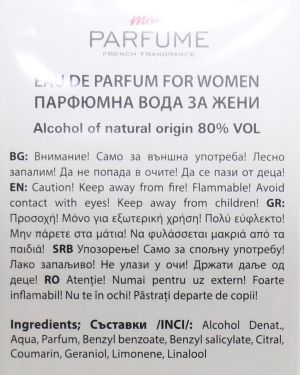 PARFUME
FRENCH FRANGRANCE
EAU DE PARFUM FOR WOMEN
ПАРФЮМНА ВОДА ЗА ЖЕНИ
Alcohol of natural origin 80% VOL
BG: Внимание! Само за външна употреба! Лесно
запалим! Да не попада в очите! Да се пази от деца!
EN: Caution! Keep away from fire! Flammable! Avoid
contact with eyes! Keep away from children! GR:
Προσοχή! Μόνο για εξωτερική χρήση! Πολύ εύφλεκτο!
Μην πάρετε στα μάτια! Να φυλάσσεται μακριά από τα
παιδιά! SRB Упозорење! Само за спољну употребу!
Лако запаљиво! Не улази у очи! Држати даље од
деце! RO Atenție! Numai pentru uz extern! Foarte
inflamabil! Nu te în ochi! Păstrați departe de copii!
Ingredients; Съставки /INCI/: Alcohol Denat.,
Aqua, Parfum, Benzyl benzoate, Benzyl salicylate, Citral,
Coumarin, Geraniol, Limonene, Linalool